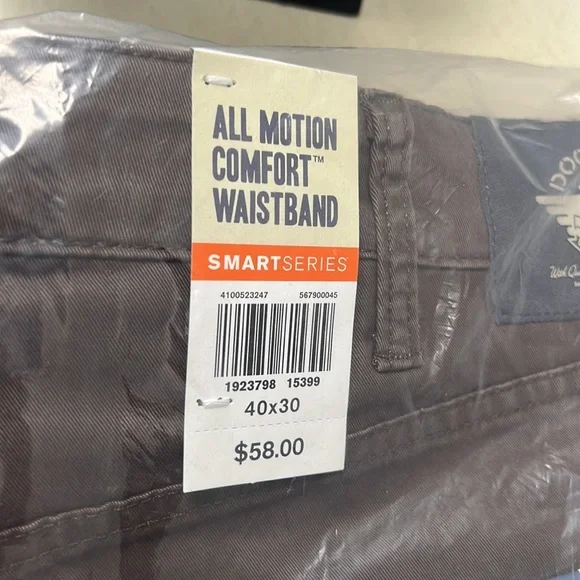 ALL MOTION
COMFORT™
WAISTBAND
SMARTSERIES
4100523247 567900045
1923798 15399
40x30
$58.00